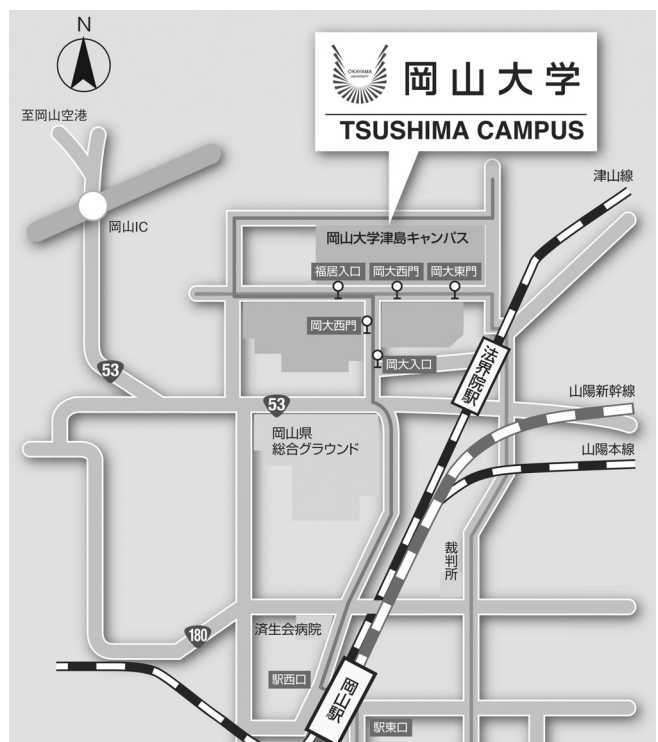 N
OKAYAMA
UNIVERSITY
岡山大学
TSUSHIMA CAMPUS
至岡山空港
岡山IC
津山線
岡山大学津島キャンパス
福居入口
岡大西門
岡大東門
岡大西門
岡大入口
法界院駅
53
53
山陽新幹線
岡山県
総合グラウンド
山陽本線
裁判所
180
済生会病院
駅西口
岡山駅
駅東口